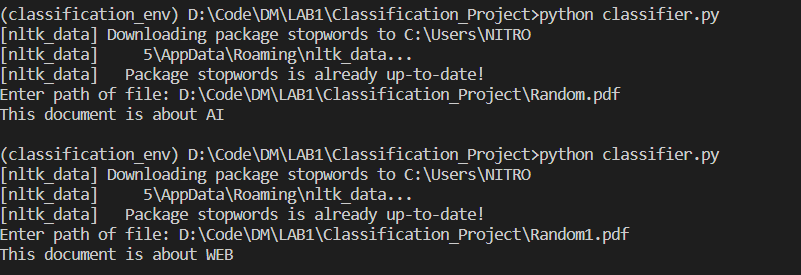 (classification_env) D:\Code\DM\LAB1\Classification_Project>python classifier.py
[nltk_data] Downloading package stopwords to C:\Users\NITRO
[nltk_data]     5\AppData\Roaming\nltk_data...
[nltk_data]   Package stopwords is already up-to-date!
Enter path of file: D:\Code\DM\LAB1\Classification_Project\Random.pdf
This document is about AI
(classification_env) D:\Code\DM\LAB1\Classification_Project>python classifier.py
[nltk_data] Downloading package stopwords to C:\Users\NITRO
[nltk_data]     5\AppData\Roaming\nltk_data...
[nltk_data]   Package stopwords is already up-to-date!
Enter path of file: D:\Code\DM\LAB1\Classification_Project\Random1.pdf
This document is about WEB